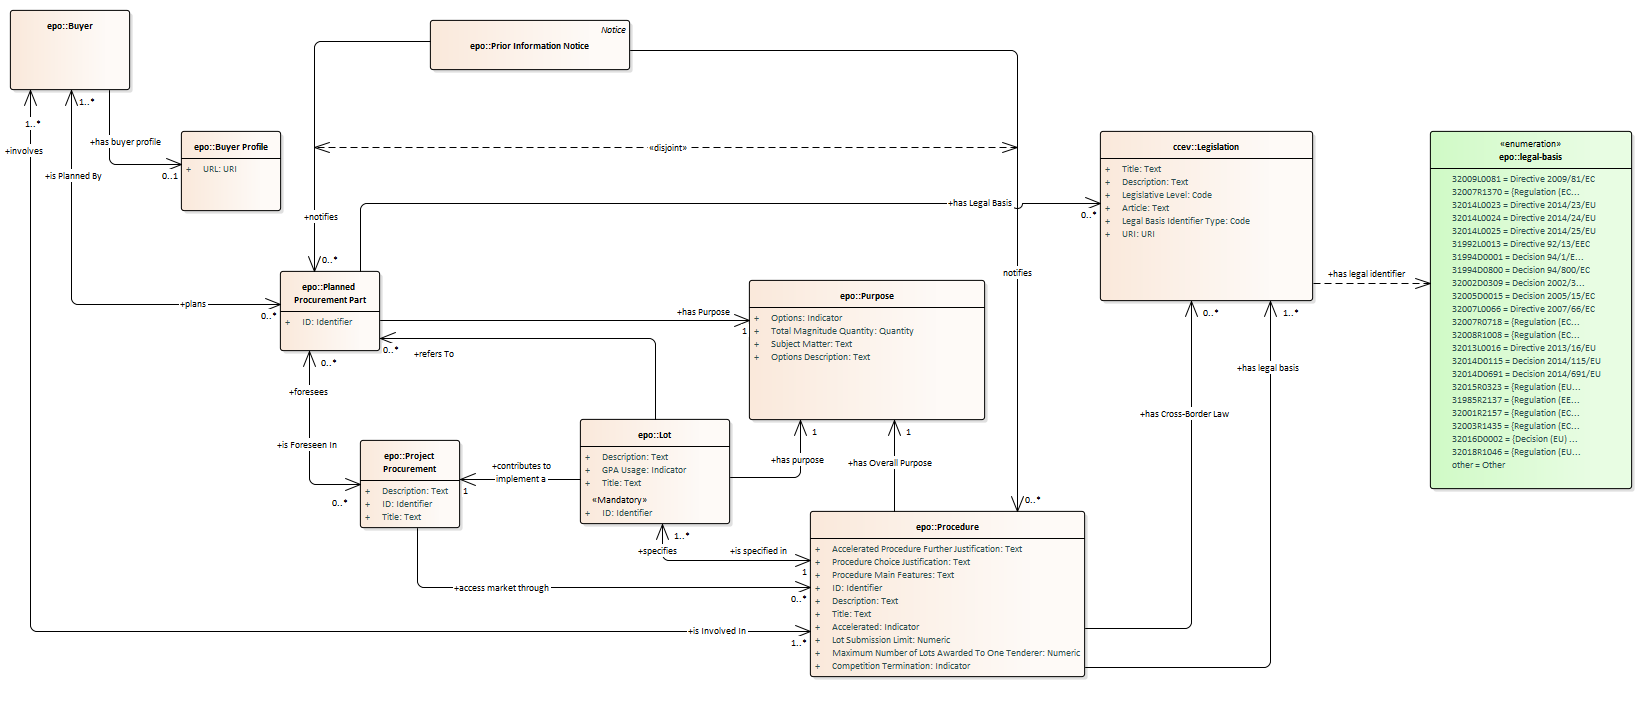 epo::Buyer
Notice
epo::Prior Information Notice
1..*
1..*
+involves
+has buyer profile
0..1
+is Planned By
epo::Buyer Profile
+ URL: URI
«disjoint»
+notifies
0..*
+has Legal Basis
0..*
ccev::Legislation
+ Title: Text
+ Description: Text
+ Legislative Level: Code
+ Article: Text
+ Legal Basis Identifier Type: Code
+ URI: URI
+has legal identifier
«enumeration»
epo::legal-basis
32009L0081 = Directive 2009/81/EC
32007R1370 = {Regulation (EC...
32014L0023 = Directive 2014/23/EU
32014L0024 = Directive 2014/24/EU
32014L0025 = Directive 2014/25/EU
31992L0013 = Directive 92/13/EEC
31994D0001 = Decision 94/1/E...
31994D0800 = Decision 94/800/EC
32002D0309 = Decision 2002/3...
32005D0015 = Decision 2005/15/EC
32007L0066 = Directive 2007/66/EC
32007R0718 = {Regulation (EC...
32008R1008 = {Regulation (EC...
32013L0016 = Directive 2013/16/EU
32014D0115 = Decision 2014/115/EU
32014D0691 = Decision 2014/691/EU
32015R0323 = {Regulation (EU...
31985R2137 = {Regulation (EE...
32001R2157 = {Regulation (EC...
32003R1435 = {Regulation (EC...
32016D0002 = {Decision (EU) ...
32018R1046 = {Regulation (EU...
other = Other
notifies
epo::Planned
Procurement Part
+ ID: Identifier
+plans
0..*
+has Purpose
1
0..*
+refers To
epo::Purpose
+ Options: Indicator
+ Total Magnitude Quantity: Quantity
+ Subject Matter: Text
+ Options Description: Text
0..*
+foresees
+is Foreseen In
0..*
epo::Project
Procurement
+ Description: Text
+ ID: Identifier
+ Title: Text
+contributes to
implement a
1
epo::Lot
+ Description: Text
+ GPA Usage: Indicator
+ Title: Text
«Mandatory»
+ ID: Identifier
1
+has purpose
1
+has Overall Purpose
0..*
+has Cross-Border Law
1..*
+has legal basis
1..*
+specifies
+is specified in
1
+access market through
0..*
+is Involved In
1..*
0..*
epo::Procedure
+ Accelerated Procedure Further Justification: Text
+ Procedure Choice Justification: Text
+ Procedure Main Features: Text
+ ID: Identifier
+ Description: Text
+ Title: Text
+ Accelerated: Indicator
+ Lot Submission Limit: Numeric
+ Maximum Number of Lots Awarded To One Tenderer: Numeric
+ Competition Termination: Indicator